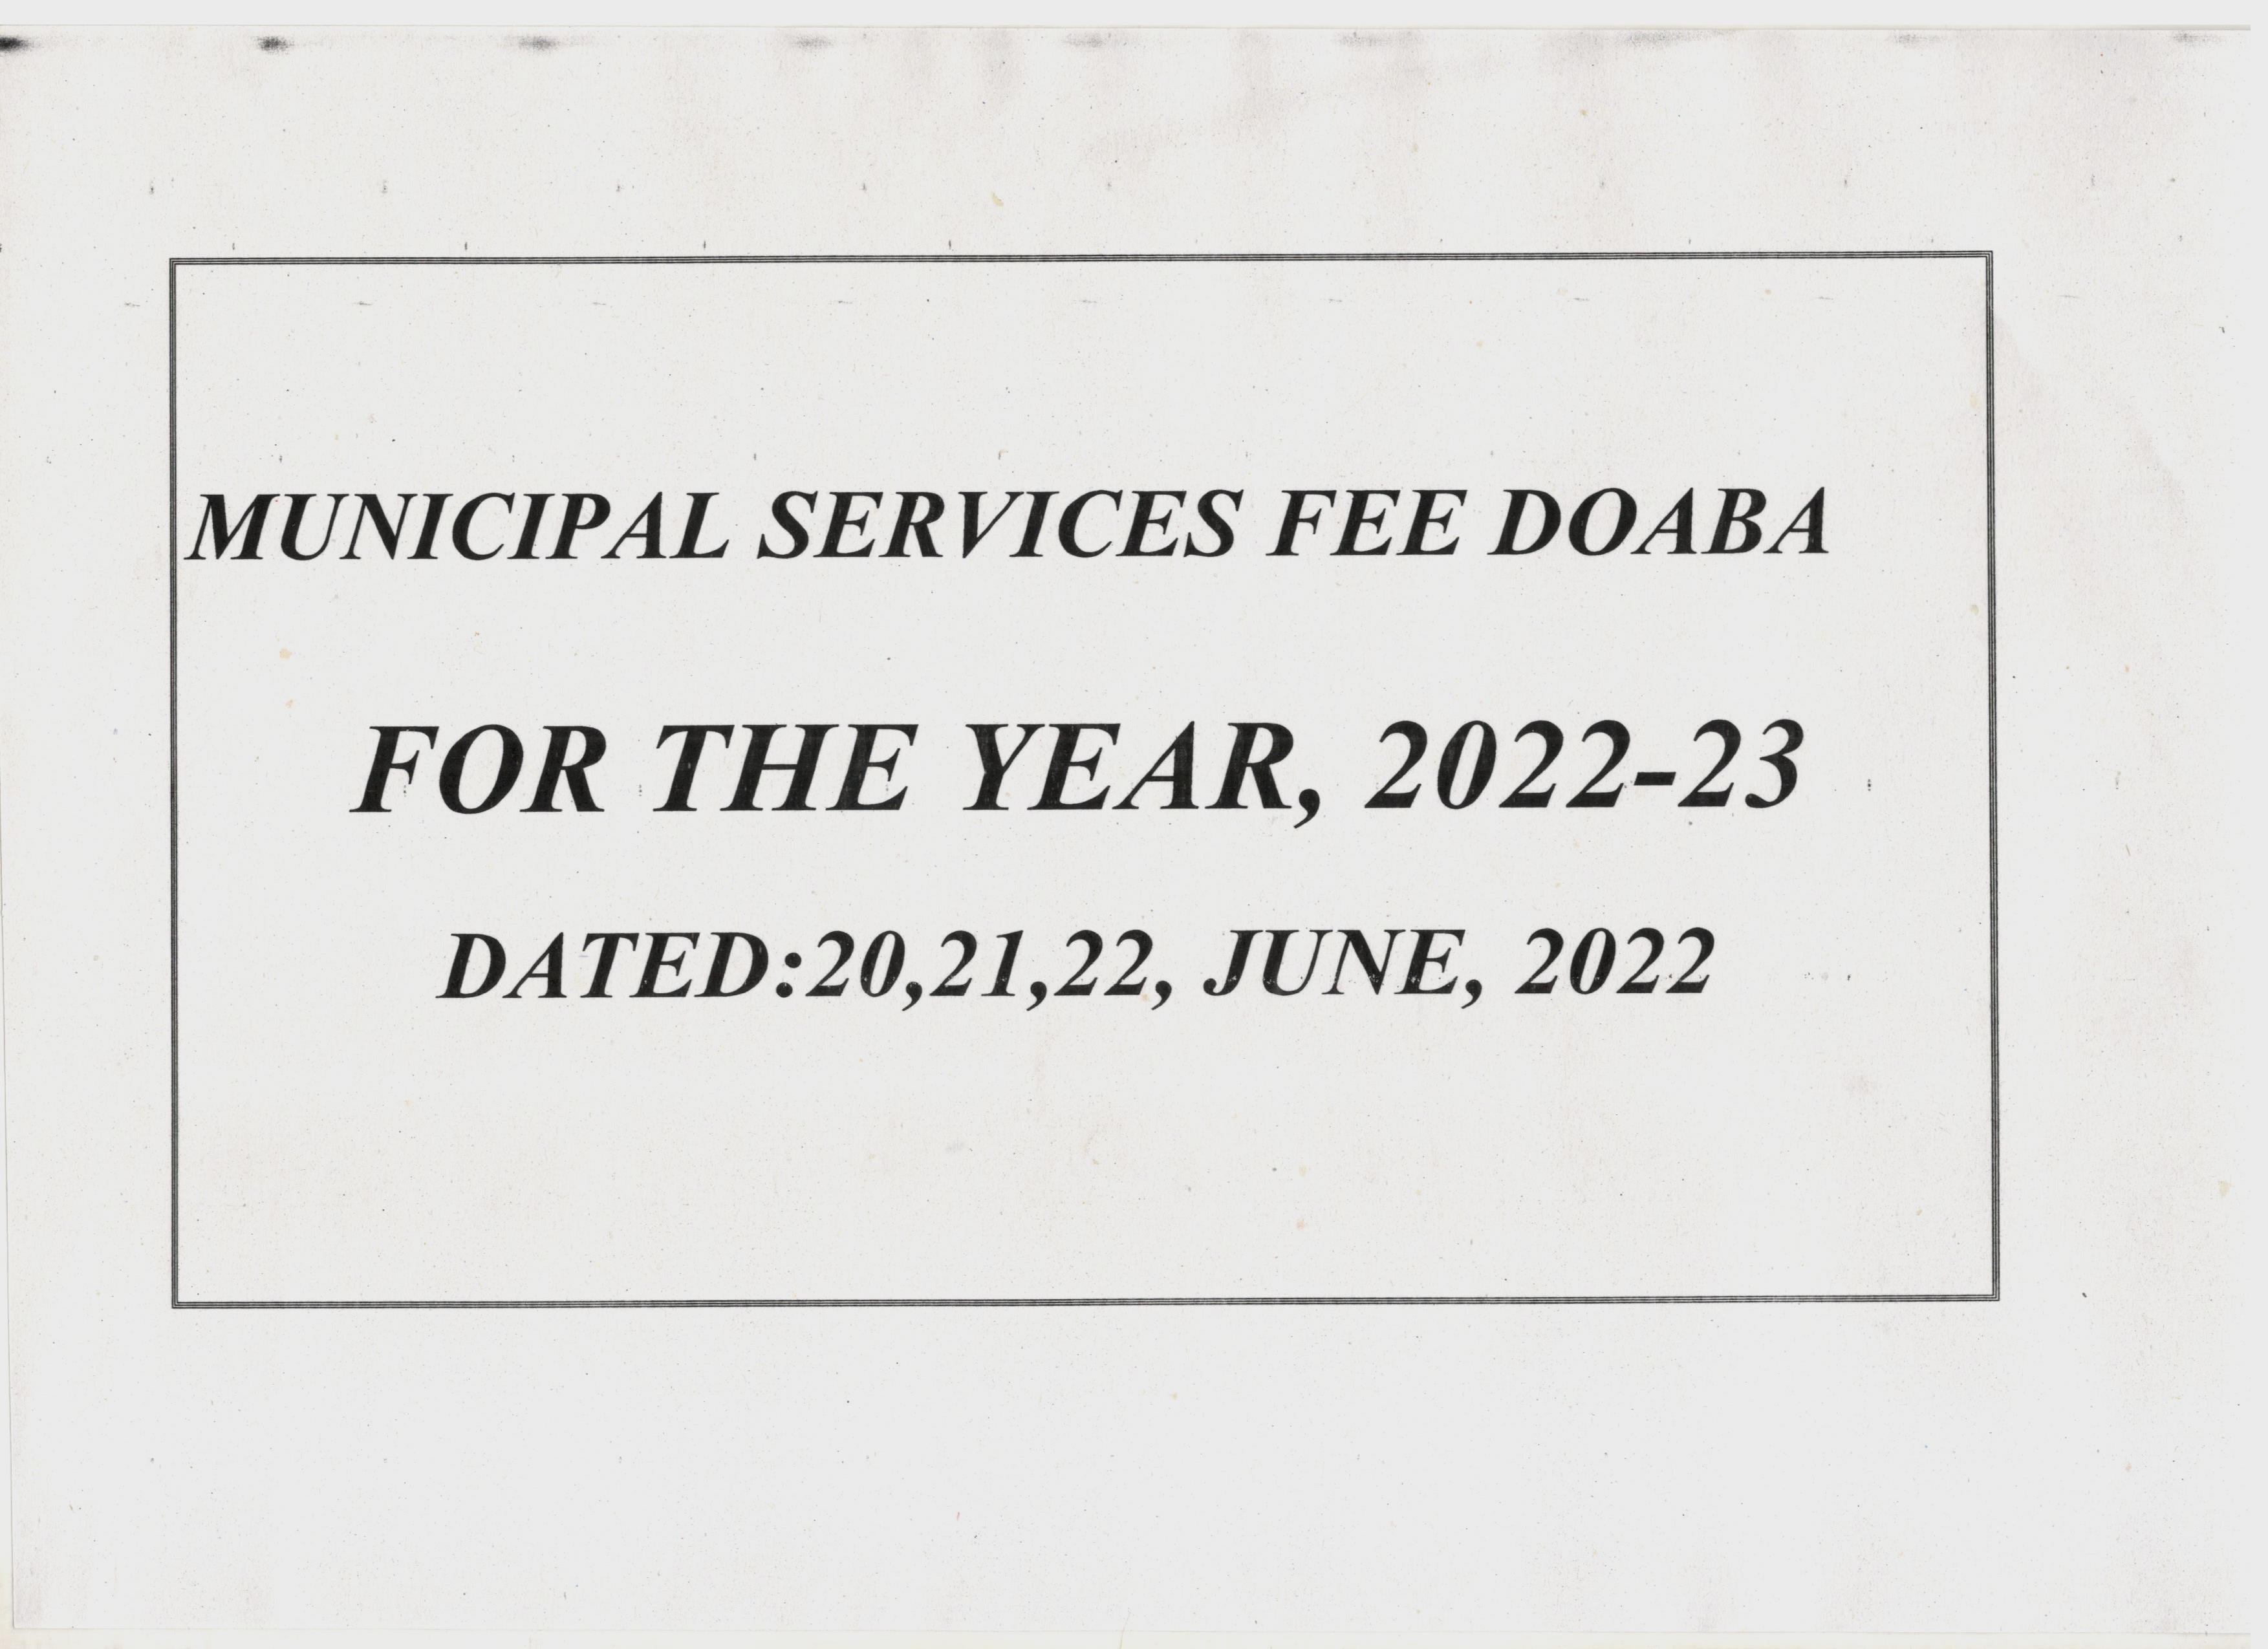 MUNICIPAL SERVICES FEE DOABA
FOR THE YEAR, 2022-23
DATED:20,21,22, JUNE, 2022